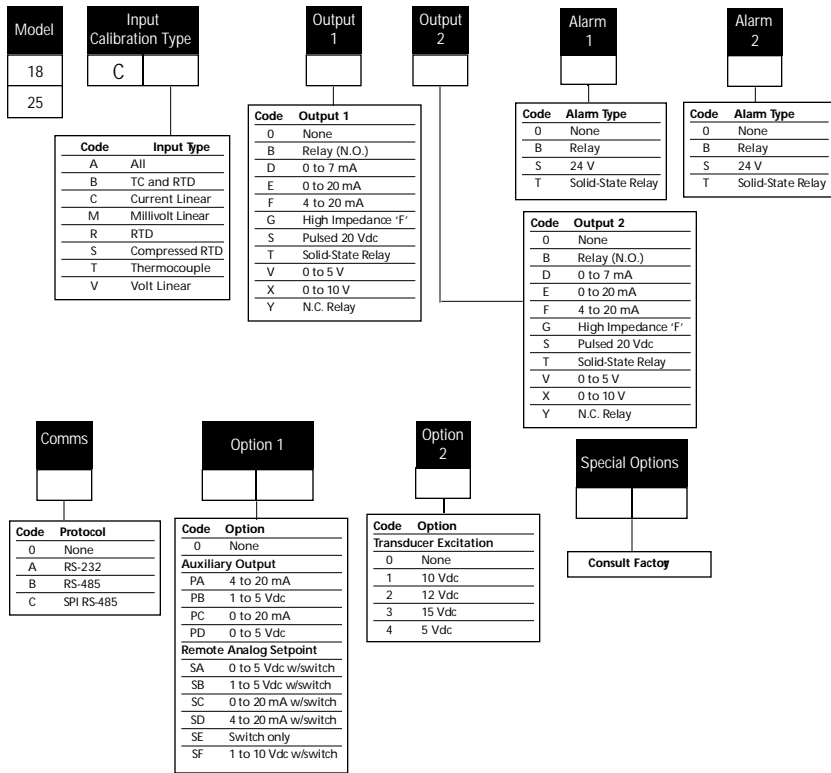 Model
18
25
Input
Calibration Type
C
Code Input Type
A All
B TC and RTD
C Current Linear
M Millivolt Linear
R RTD
S Compressed RTD
T Thermocouple
V Volt Linear
Output
1
Code Output 1
0 None
B Relay (N.O.)
D 0 to 7 mA
E 0 to 20 mA
F 4 to 20 mA
G High Impedance ‘F’
S Pulsed 20 Vdc
T Solid-State Relay
V 0 to 5 V
X 0 to 10 V
Y N.C. Relay
Output
2
Code Output 2
0 None
B Relay (N.O.)
D 0 to 7 mA
E 0 to 20 mA
F 4 to 20 mA
G High Impedance ‘F’
S Pulsed 20 Vdc
T Solid-State Relay
V 0 to 5 V
X 0 to 10 V
Y N.C. Relay
Alarm
1
Code Alarm Type
0 None
B Relay
S 24 V
T Solid-State Relay
Alarm
2
Code Alarm Type
0 None
B Relay
S 24 V
T Solid-State Relay
Comms
Code Protocol
0 None
A RS-232
B RS-485
C SPI RS-485
Option 1
Code Option
0 None
Auxiliary Output
PA 4 to 20 mA
PB 1 to 5 Vdc
PC 0 to 20 mA
PD 0 to 5 Vdc
Remote Analog Setpoint
SA 0 to 5 Vdc w/switch
SB 1 to 5 Vdc w/switch
SC 0 to 20 mA w/switch
SD 4 to 20 mA w/switch
SE Switch only
SF 1 to 10 Vdc w/switch
Option
2
Code Option
Transducer Excitation
0 None
1 10 Vdc
2 12 Vdc
3 15 Vdc
4 5 Vdc
Special Options
Consult Factory